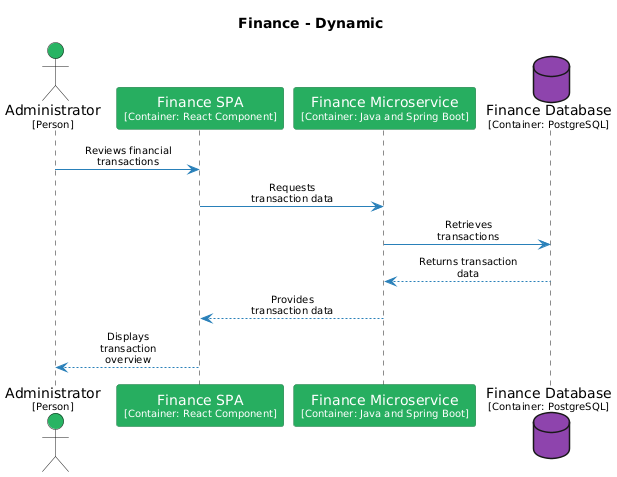 Finance - Dynamic
Administrator
[Person]
Finance SPA
[Container: React Component]
Finance Microservice
[Container: Java and Spring Boot]
Finance Database
[Container: PostgreSQL]
Reviews financial
transactions
Requests
transaction data
Retrieves
transactions
Returns transaction
data
Provides
transaction data
Displays
transaction
overview
Administrator
[Person]
Finance SPA
[Container: React Component]
Finance Microservice
[Container: Java and Spring Boot]
Finance Database
[Container: PostgreSQL]